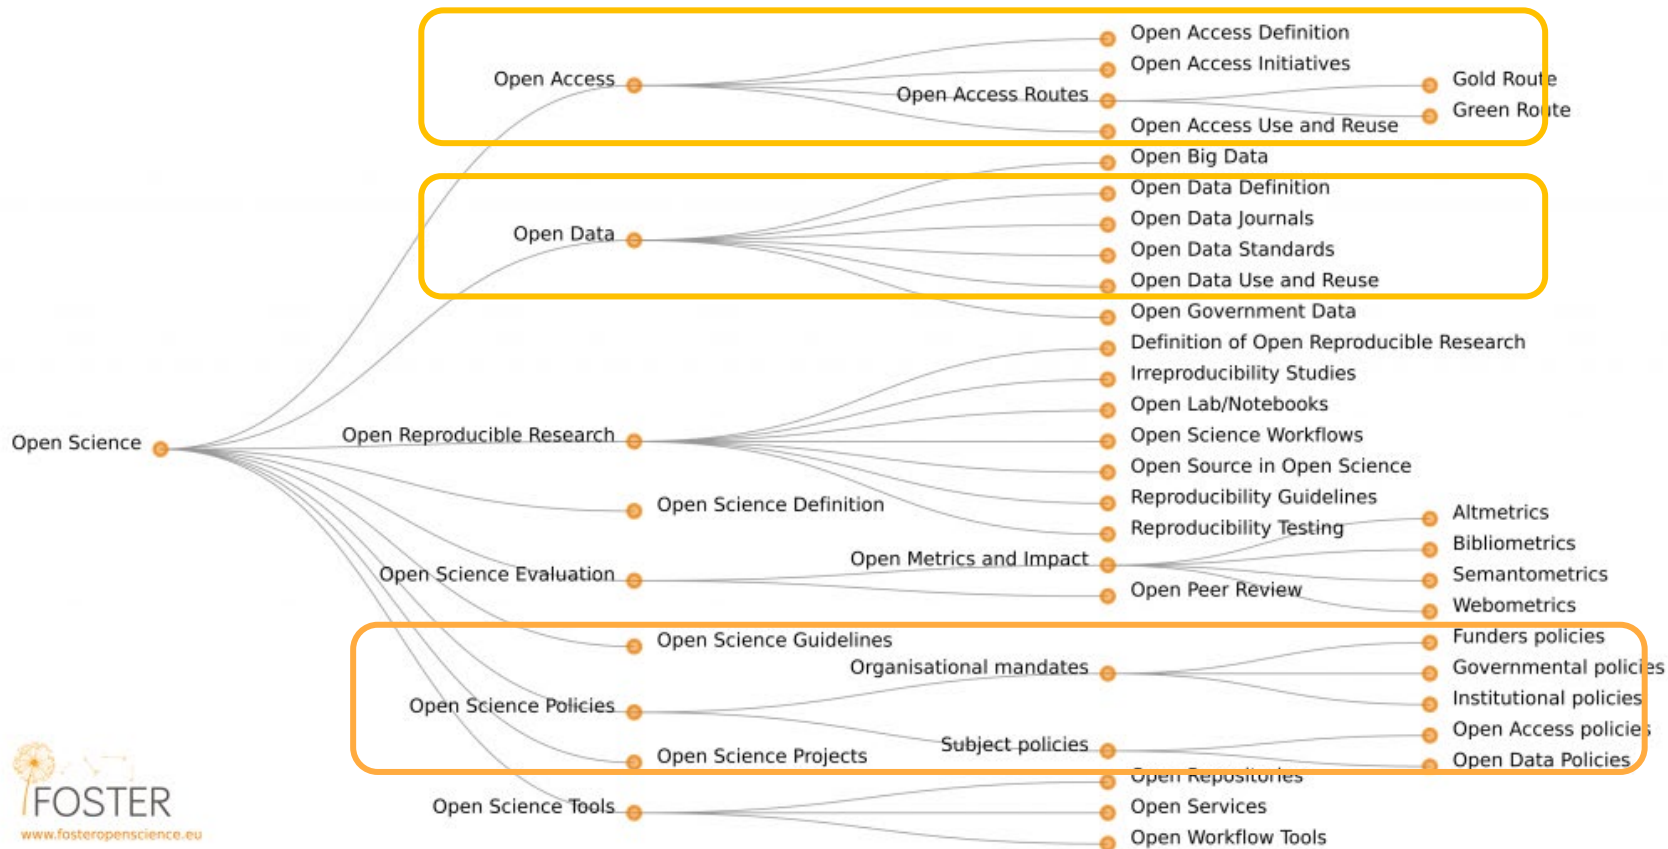 Open Science
Open Access
Open Access Definition
Open Access Initiatives
Open Access Routes
Gold Route
Green Route
Open Access Use and Reuse
Open Data
Open Big Data
Open Data Definition
Open Data Journals
Open Data Standards
Open Data Use and Reuse
Open Government Data
Open Reproducible Research
Definition of Open Reproducible Research
Irreproducibility Studies
Open Lab/Notebooks
Open Science Workflows
Open Source in Open Science
Reproducibility Guidelines
Reproducibility Testing
Open Science Definition
Open Science Evaluation
Open Metrics and Impact
Altmetrics
Bibliometrics
Semantometrics
Webometrics
Open Peer Review
Open Science Guidelines
Open Science Policies
Organisational mandates
Funders policies
Governmental policies
Institutional policies
Subject policies
Open Access policies
Open Data Policies
Open Science Projects
Open Science Tools
Open Repositories
Open Services
Open Workflow Tools
FOSTER
www.fosteropenscience.eu